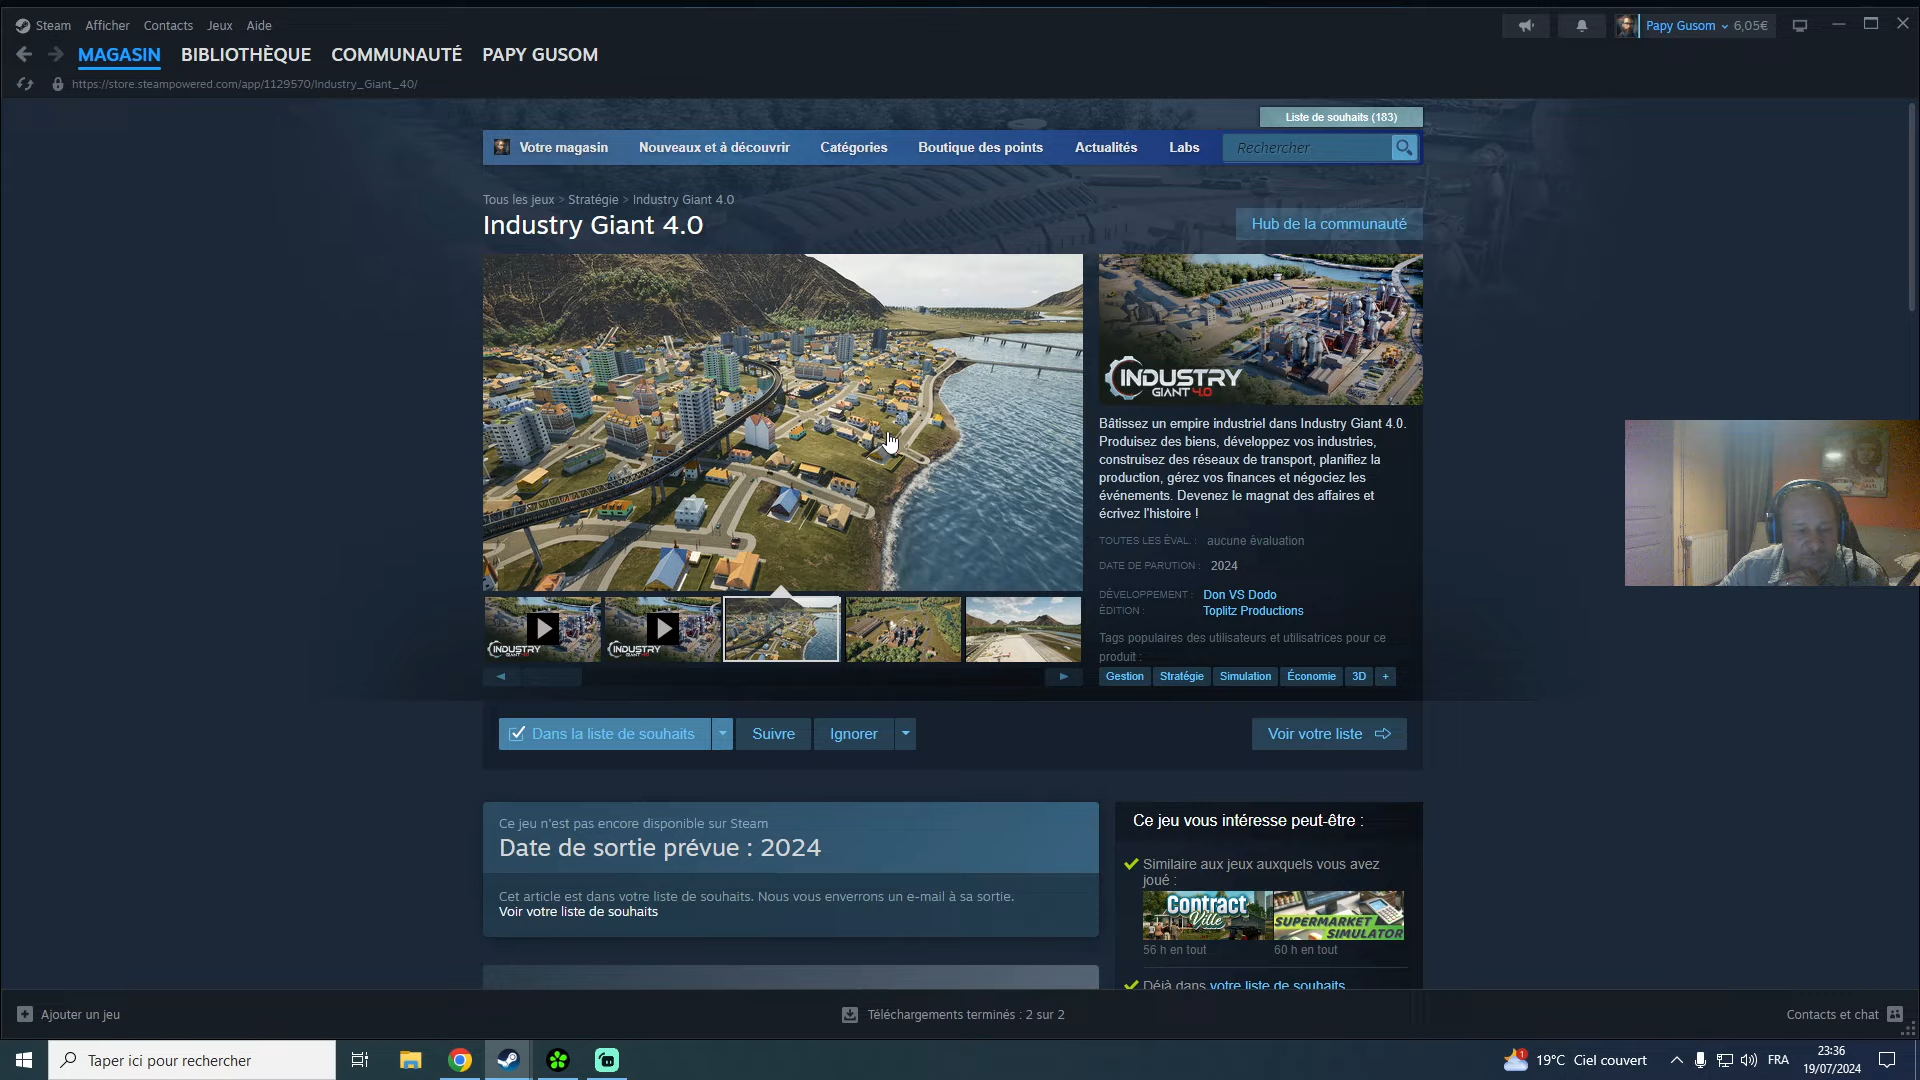 Steam Afficher Contacts Jeux Aide
Papy Gusom 6,05€
MAGASIN BIBLIOTHÈQUE COMMUNAUTÉ PAPY GUSOM
https://store.steampowered.com/app/1129570/Industry_Giant_40/
Liste de souhaits (183)
Votre magasin Nouveaux et à découvrir Catégories Boutique des points Actualités Labs Rechercher
Tous les jeux > Stratégie > Industry Giant 4.0
Industry Giant 4.0
Hub de la communauté
INDUSTRY
GIANT 4.0
Bâtissez un empire industriel dans Industry Giant 4.0.
Produisez des biens, développez vos industries,
construisez des réseaux de transport, planifiez la
production, gérez vos finances et négociez les
événements. Devenez le magnat des affaires et
écrivez l'histoire !
TOUTES LES ÉVAL. : aucune évaluation
DATE DE PARUTION : 2024
DÉVELOPPEMENT : Don VS Dodo
ÉDITION : Toplitz Productions
Tags populaires des utilisateurs et utilisatrices pour ce
produit :
Gestion Stratégie Simulation Économie 3D +
INDUSTRY
INDUSTRY
Dans la liste de souhaits Suivre Ignorer
Voir votre liste
Ce jeu n'est pas encore disponible sur Steam
Date de sortie prévue : 2024
Cet article est dans votre liste de souhaits. Nous vous enverrons un e-mail à sa sortie.
Voir votre liste de souhaits
Ce jeu vous intéresse peut-être :
Similaire aux jeux auxquels vous avez
joué :
Contract
Ville
SUPERMARKET
SIMULATOR
56 h en tout 60 h en tout
Déjà dans votre liste de souhaits
Ajouter un jeu
Téléchargements terminés : 2 sur 2
Contacts et chat
Taper ici pour rechercher
1
19°C Ciel couvert
FRA
23:36
19/07/2024